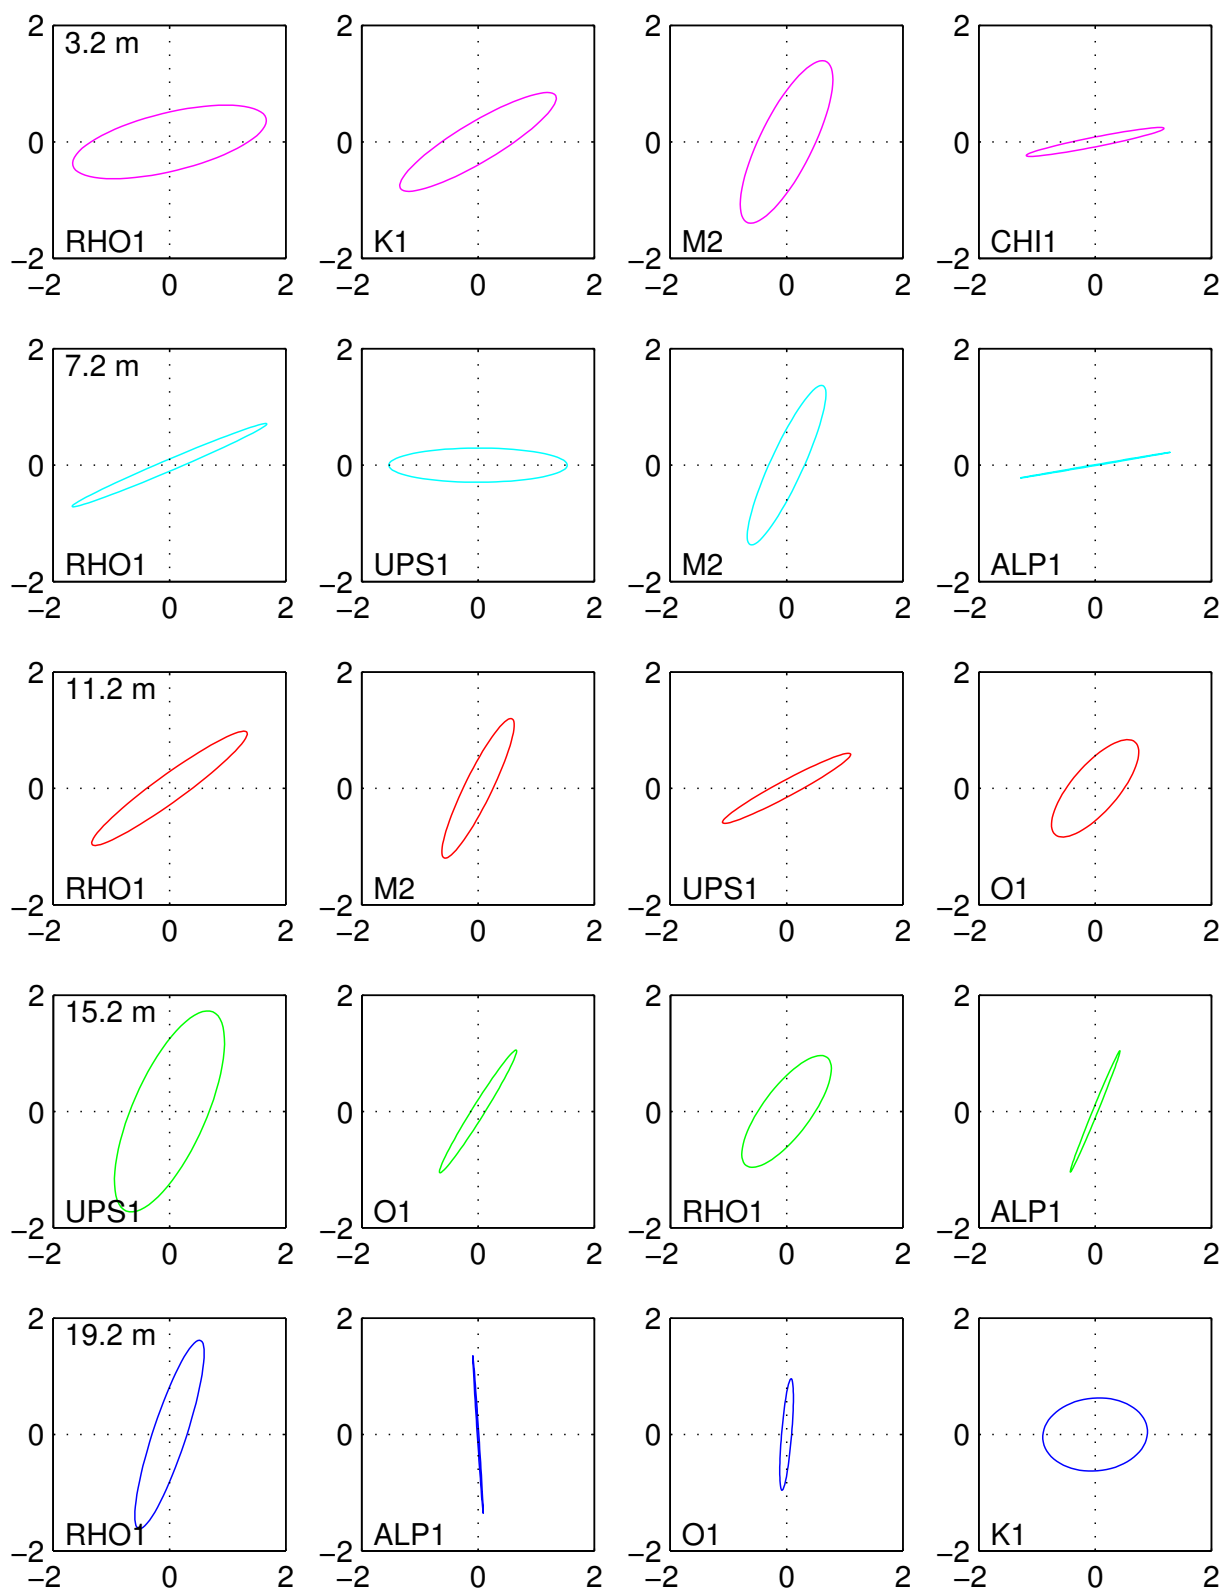 2 2 2 2
3.2 m
0 0 0 0
RHO1 K1 M2 CHI1
−2 −2 −2 −2
−2 0 2 −2 0 2 −2 0 2 −2 0 2
2 2 2 2
7.2 m
0 0 0 0
RHO1 UPS1 M2 ALP1
−2 −2 −2 −2
−2 0 2 −2 0 2 −2 0 2 −2 0 2
2 2 2 2
11.2 m
0 0 0 0
RHO1 M2 UPS1 O1
−2 −2 −2 −2
−2 0 2 −2 0 2 −2 0 2 −2 0 2
2 2 2 2
15.2 m
0 0 0 0
UPS1 O1 RHO1 ALP1
−2 −2 −2 −2
−2 0 2 −2 0 2 −2 0 2 −2 0 2
2 2 2 2
19.2 m
0 0 0 0
RHO1 ALP1 O1 K1
−2 −2 −2 −2
−2 0 2 −2 0 2 −2 0 2 −2 0 2